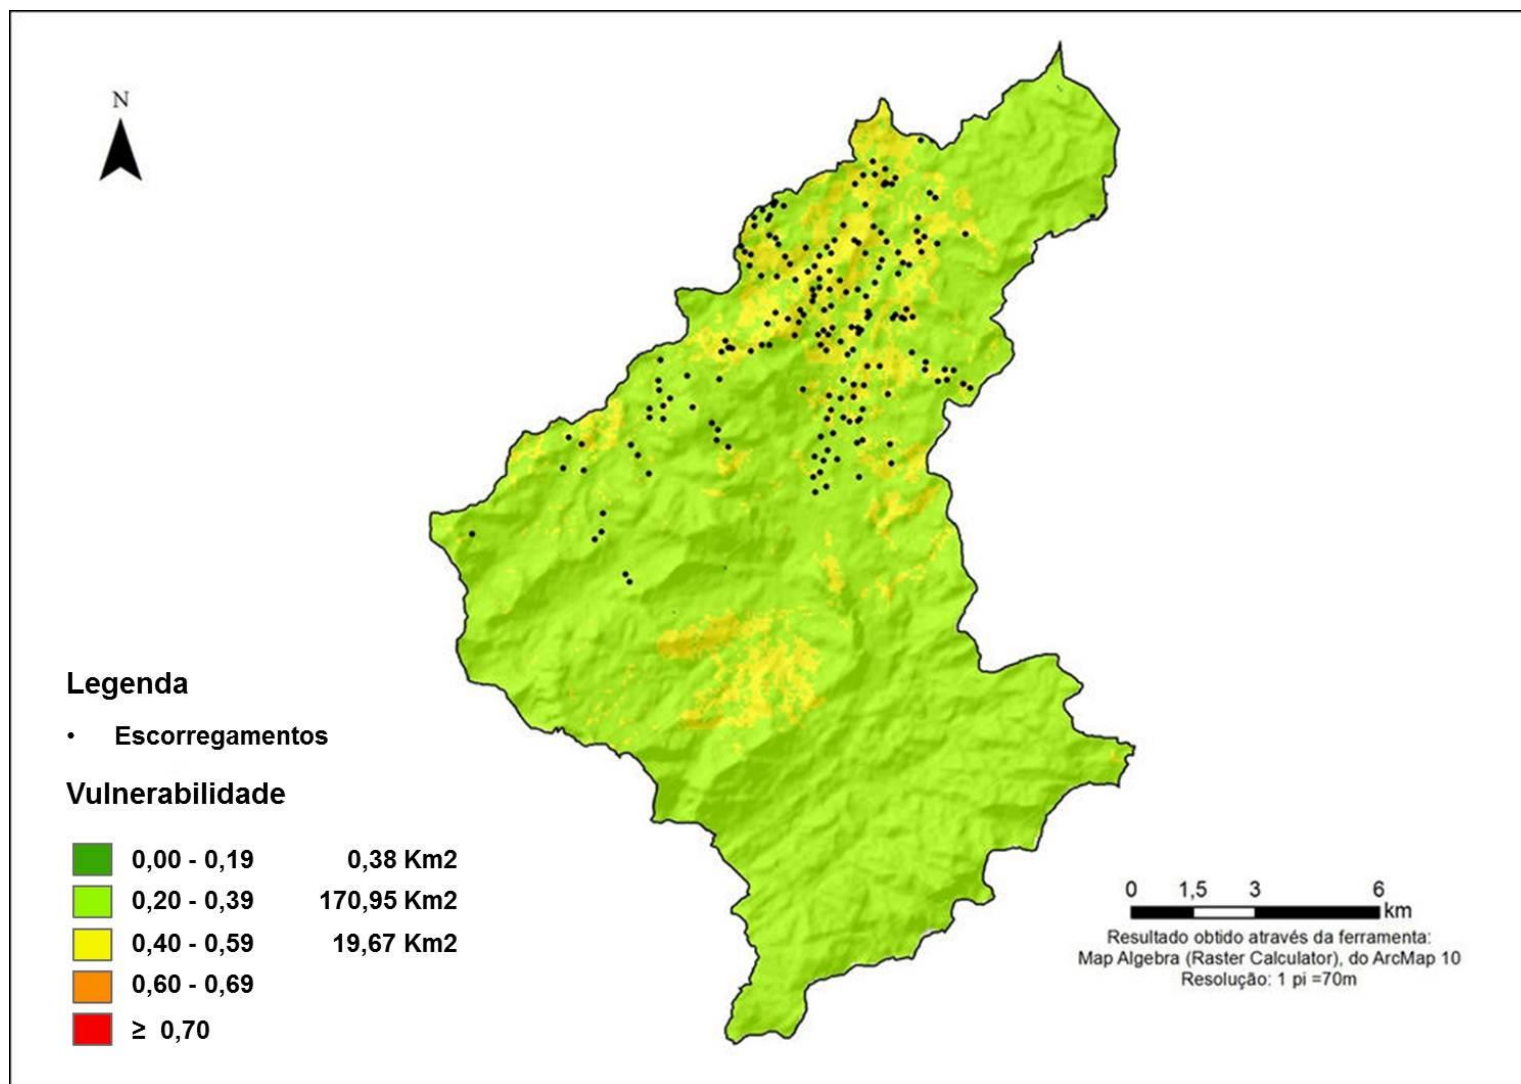 N
Legenda
Escorregamentos
Vulnerabilidade
0,00 - 0,19 0,38 Km2
0,20 - 0,39 170,95 Km2
0,40 - 0,59 19,67 Km2
0,60 - 0,69
≥ 0,70
0 1,5 3 6
km
Resultado obtido através da ferramenta:
Map Algebra (Raster Calculator), do ArcMap 10
Resolução: 1 pi =70m